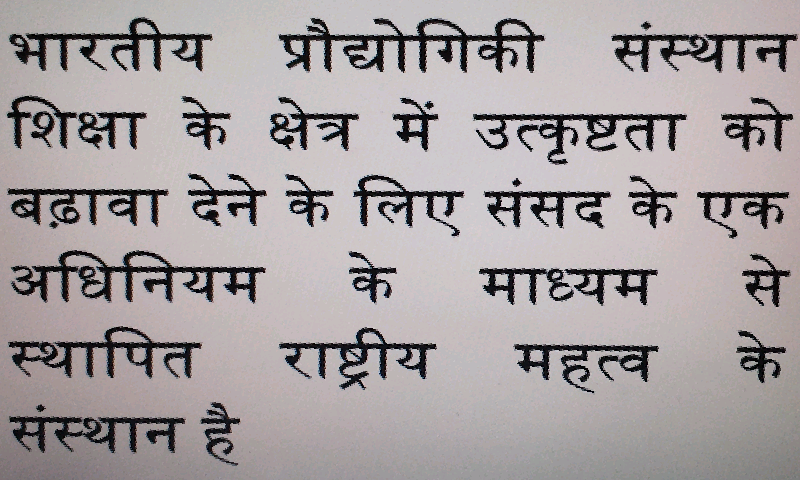 भारतीय प्रौद्योगिकी संस्थान
शिक्षा के क्षेत्र में उत्कृष्टता को
बढ़ावा देने के लिए संसद के एक
अधिनियम के माध्यम से
स्थापित राष्ट्रीय महत्व के
संस्थान है